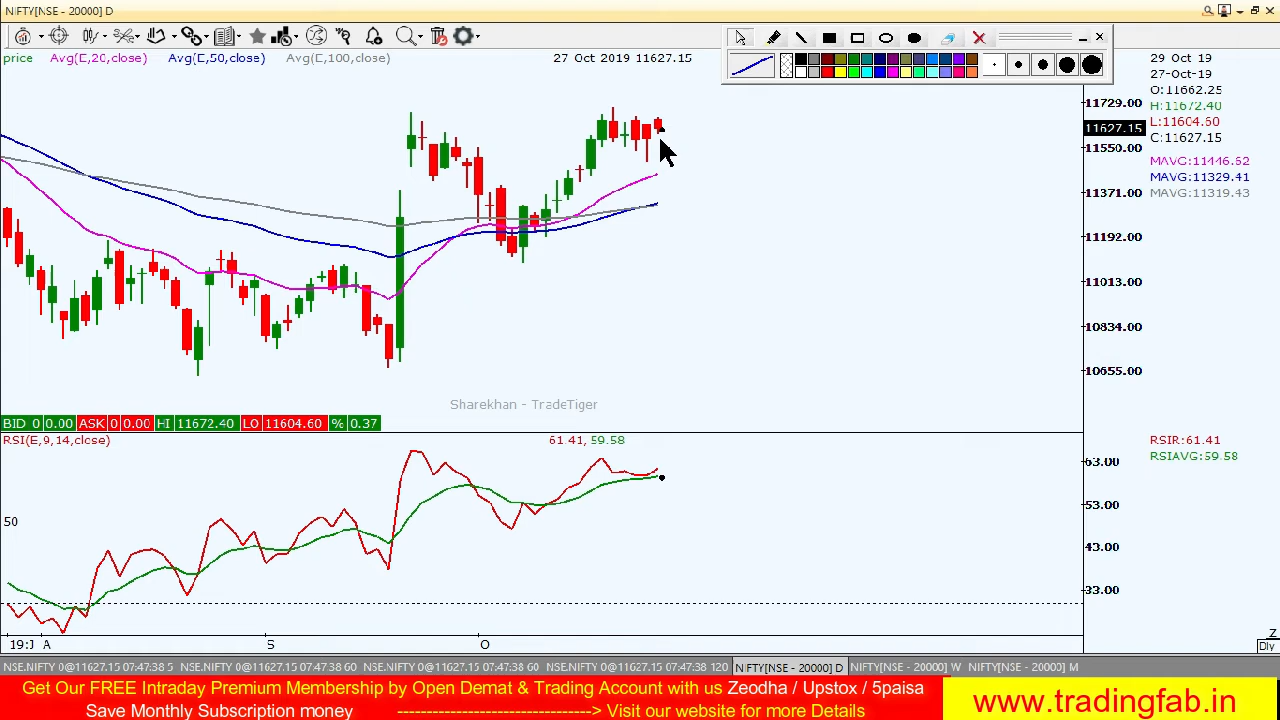 NIFTY[NSE - 20000] D
price Avg(E,20,close) Avg(E,50,close) Avg(E,100,close) 27 Oct 2019 11627.15
29 Oct 19
27-Oct-19
O:11662.25
H:11672.40
L:11604.60
C:11627.15
MAVG:11446.62
MAVG:11329.41
MAVG:11319.43
11729.00
11627.15
11550.00
11371.00
11192.00
11013.00
10834.00
10655.00
Sharekhan - TradeTiger
BID 0 0.00 ASK 0 0.00 HI 11672.40 LO 11604.60 % 0.37
RSI(E,9,14,close) 61.41, 59.58
RSIR:61.41
RSIAVG:59.58
63.00
53.00
43.00
33.00
50
19:J A S O
Z
Dly
NSE.NIFTY 0@11627.15 07:47:38 5 NSE.NIFTY 0@11627.15 07:47:38 60 NSE.NIFTY 0@11627.15 07:47:38 60 NSE.NIFTY 0@11627.15 07:47:38 120 NIFTY[NSE - 20000] D NIFTY[NSE - 20000] W NIFTY[NSE - 20000] M
Get Our FREE Intraday Premium Membership by Open Demat & Trading Account with us Zeodha / Upstox / 5paisa
Save Monthly Subscription money --------------------------------> Visit our website for more Details
www.tradingfab.in